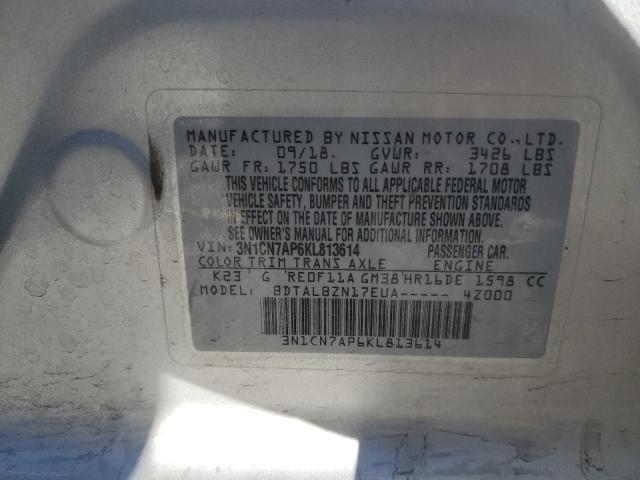 MANUFACTURED BY NISSAN MOTOR CO., LTD.
DATE: 09/18. GVWR: 3426 LBS
GAWR FR: 1750 LBS GAWR RR: 1708 LBS
THIS VEHICLE CONFORMS TO ALL APPLICABLE FEDERAL MOTOR
VEHICLE SAFETY, BUMPER AND THEFT PREVENTION STANDARDS
IN EFFECT ON THE DATE OF MANUFACTURE SHOWN ABOVE.
SEE OWNER'S MANUAL FOR ADDITIONAL INFORMATION.
VIN: 3N1CN7AP6KL813614 PASSENGER CAR.
COLOR TRIM TRANS AXLE ENGINE
K23 G RE0F11A GM38 HR16DE 1598 CC
MODEL: BDTALBZN17EUA----- 4Z000
3N1CN7AP6KL813614